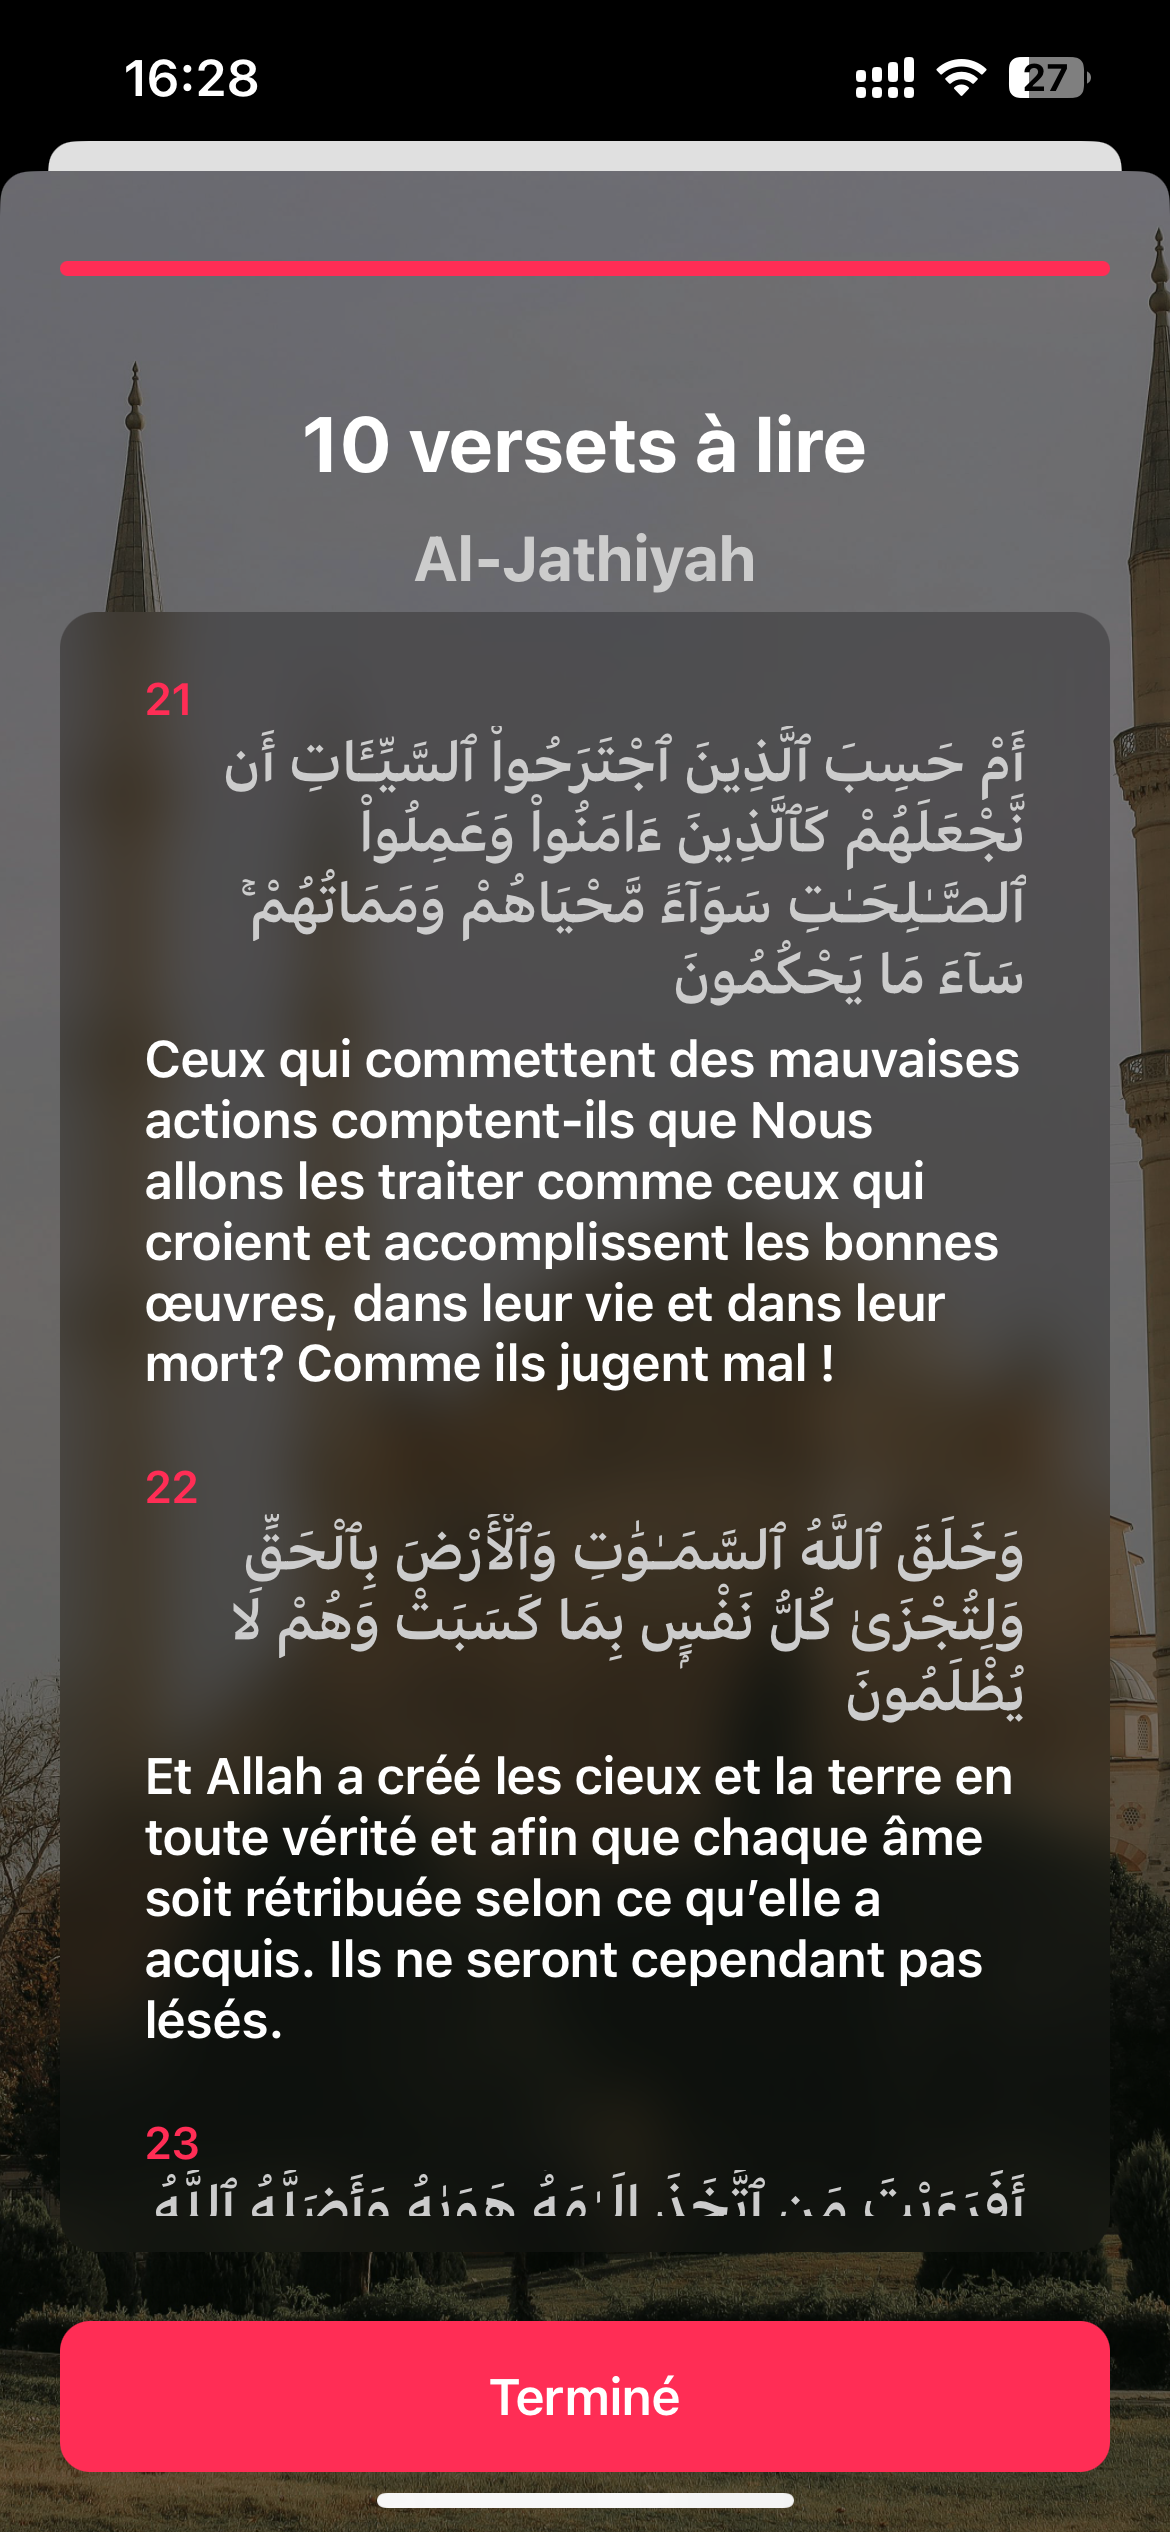 16:28
27
10 versets à lire
Al-Jathiyah
21
أَمْ حَسِبَ ٱلَّذِينَ ٱجْتَرَحُوا۟ ٱلسَّيِّـَٔاتِ أَن
نَّجْعَلَهُمْ كَٱلَّذِينَ ءَامَنُوا۟ وَعَمِلُوا۟
ٱلصَّـٰلِحَـٰتِ سَوَآءً مَّحْيَاهُمْ وَمَمَاتُهُمْ ۚ
سَآءَ مَا يَحْكُمُونَ
Ceux qui commettent des mauvaises
actions comptent-ils que Nous
allons les traiter comme ceux qui
croient et accomplissent les bonnes
œuvres, dans leur vie et dans leur
mort? Comme ils jugent mal !
22
وَخَلَقَ ٱللَّهُ ٱلسَّمَـٰوَٰتِ وَٱلْأَرْضَ بِٱلْحَقِّ
وَلِتُجْزَىٰ كُلُّ نَفْسٍۭ بِمَا كَسَبَتْ وَهُمْ لَا
يُظْلَمُونَ
Et Allah a créé les cieux et la terre en
toute vérité et afin que chaque âme
soit rétribuée selon ce qu’elle a
acquis. Ils ne seront cependant pas
lésés.
23
أَفَرَءَيْتَ مَنِ ٱتَّخَذَ إِلَـٰهَهُۥ هَوَىٰهُ وَأَضَلَّهُ ٱللَّهُ
Terminé